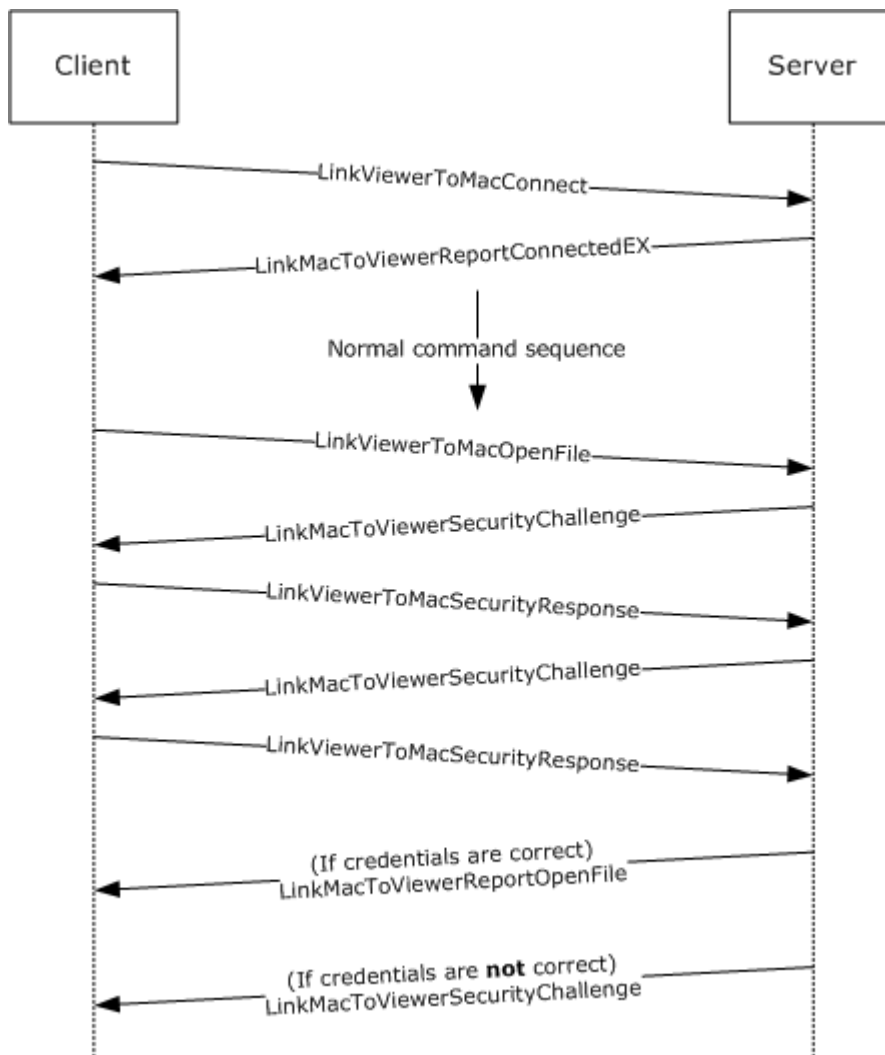 Client
Server
LinkViewerToMacConnect
LinkMacToViewerReportConnectedEX
Normal command sequence
LinkViewerToMacOpenFile
LinkMacToViewerSecurityChallenge
LinkViewerToMacSecurityResponse
LinkMacToViewerSecurityChallenge
LinkViewerToMacSecurityResponse
(If credentials are correct)
LinkMacToViewerReportOpenFile
(If credentials are not correct)
LinkMacToViewerSecurityChallenge